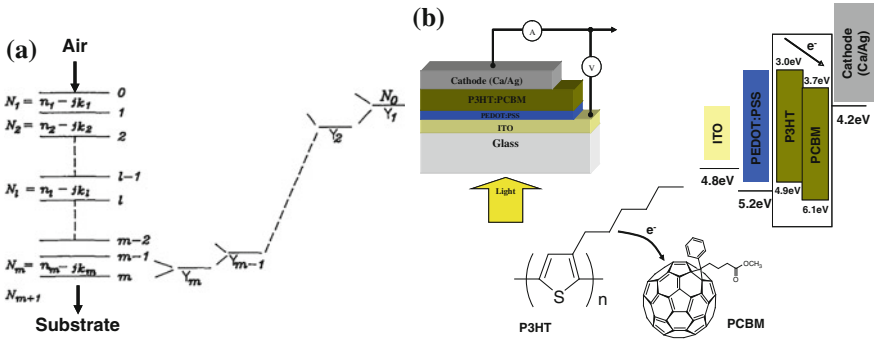 (a)
Air
0
N₁ = n₁ – jk₁
1
N₂ = n₂ – jk₂
2
l–1
Nₗ = nₗ – jkₗ
l
m–2
m–1
Nₘ = nₘ – jkₘ
m
Nₘ₊₁
Substrate
Yₘ
Yₘ₋₁
Y₂
N₀
Y₁
(b)
A
V
Cathode (Ca/Ag)
P3HT:PCBM
PEDOT:PSS
ITO
Glass
Light
ITO
4.8eV
PEDOT:PSS
5.2eV
e⁻
3.0eV
P3HT
4.9eV
3.7eV
PCBM
6.1eV
Cathode
(Ca/Ag)
4.2eV
S
n
P3HT
e⁻
O
OCH₃
PCBM